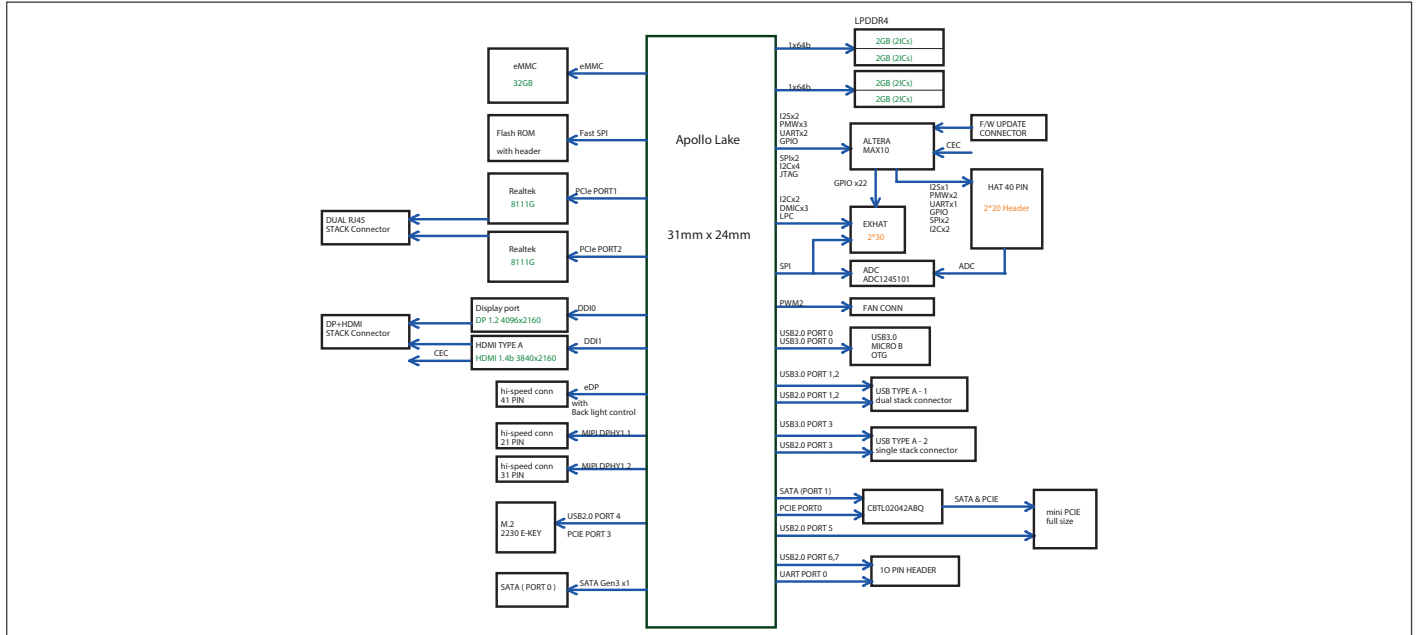 LPDDR4
1x64b
2GB (2ICs)
2GB (2ICs)
1x64b
2GB (2ICs)
2GB (2ICs)
eMMC
32GB
eMMC
Flash ROM
with header
Fast SPI
Apollo Lake
31mm x 24mm
I2Sx2
PMWx3
UARTx2
GPIO
SPIx2
I2Cx4
JTAG
ALTERA
MAX10
F/W UPDATE
CONNECTOR
CEC
GPIO x22
I2Sx1
PMWx2
UARTx1
GPIO
SPIx2
I2Cx2
HAT 40 PIN
2*20 Header
Realtek
8111G
PCIe PORT1
DUAL RJ45
STACK Connector
Realtek
8111G
PCIe PORT2
I2Cx2
DMICx3
LPC
EXHAT
2*30
SPI
ADC
ADC124S101
ADC
PWM2
FAN CONN
Display port
DP 1.2 4096x2160
DDI0
DP+HDMI
STACK Connector
CEC
HDMI TYPE A
HDMI 1.4b 3840x2160
DDI1
USB2.0 PORT 0
USB3.0 PORT 0
USB3.0
MICRO B
OTG
hi-speed conn
41 PIN
eDP
with
Back light control
USB3.0 PORT 1,2
USB2.0 PORT 1,2
USB TYPE A - 1
dual stack connector
hi-speed conn
21 PIN
MIPI.DPHY1.1
USB3.0 PORT 3
USB2.0 PORT 3
USB TYPE A - 2
single stack connector
hi-speed conn
31 PIN
MIPI.DPHY1.2
M.2
2230 E-KEY
USB2.0 PORT 4
PCIE PORT 3
SATA (PORT 1)
PCIE PORT0
USB2.0 PORT 5
CBTL02042ABQ
SATA & PCIE
mini PCIE
full size
SATA ( PORT 0 )
SATA Gen3 x1
USB2.0 PORT 6,7
UART PORT 0
1O PIN HEADER